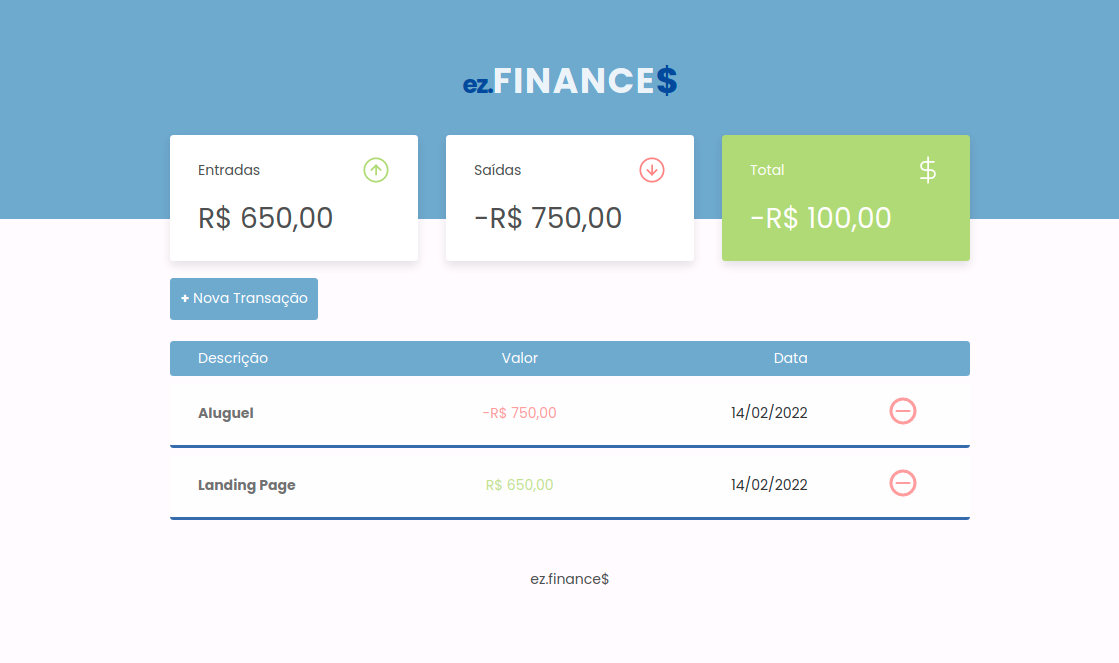 ez.FINANCE$
Entradas
R$ 650,00
Saídas
-R$ 750,00
Total
$
-R$ 100,00
+ Nova Transação
Descrição Valor Data
Aluguel -R$ 750,00 14/02/2022
Landing Page R$ 650,00 14/02/2022
ez.finance$